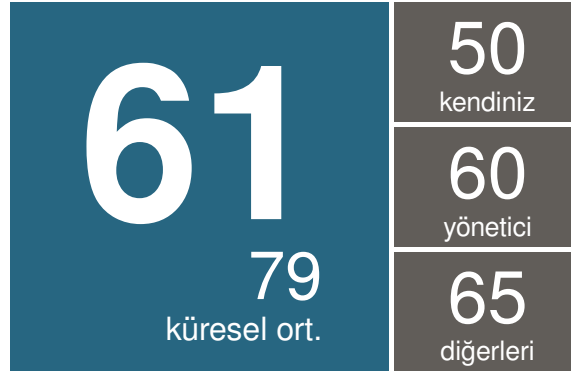 61
79
küresel ort.
50
kendiniz
60
yönetici
65
diğerleri